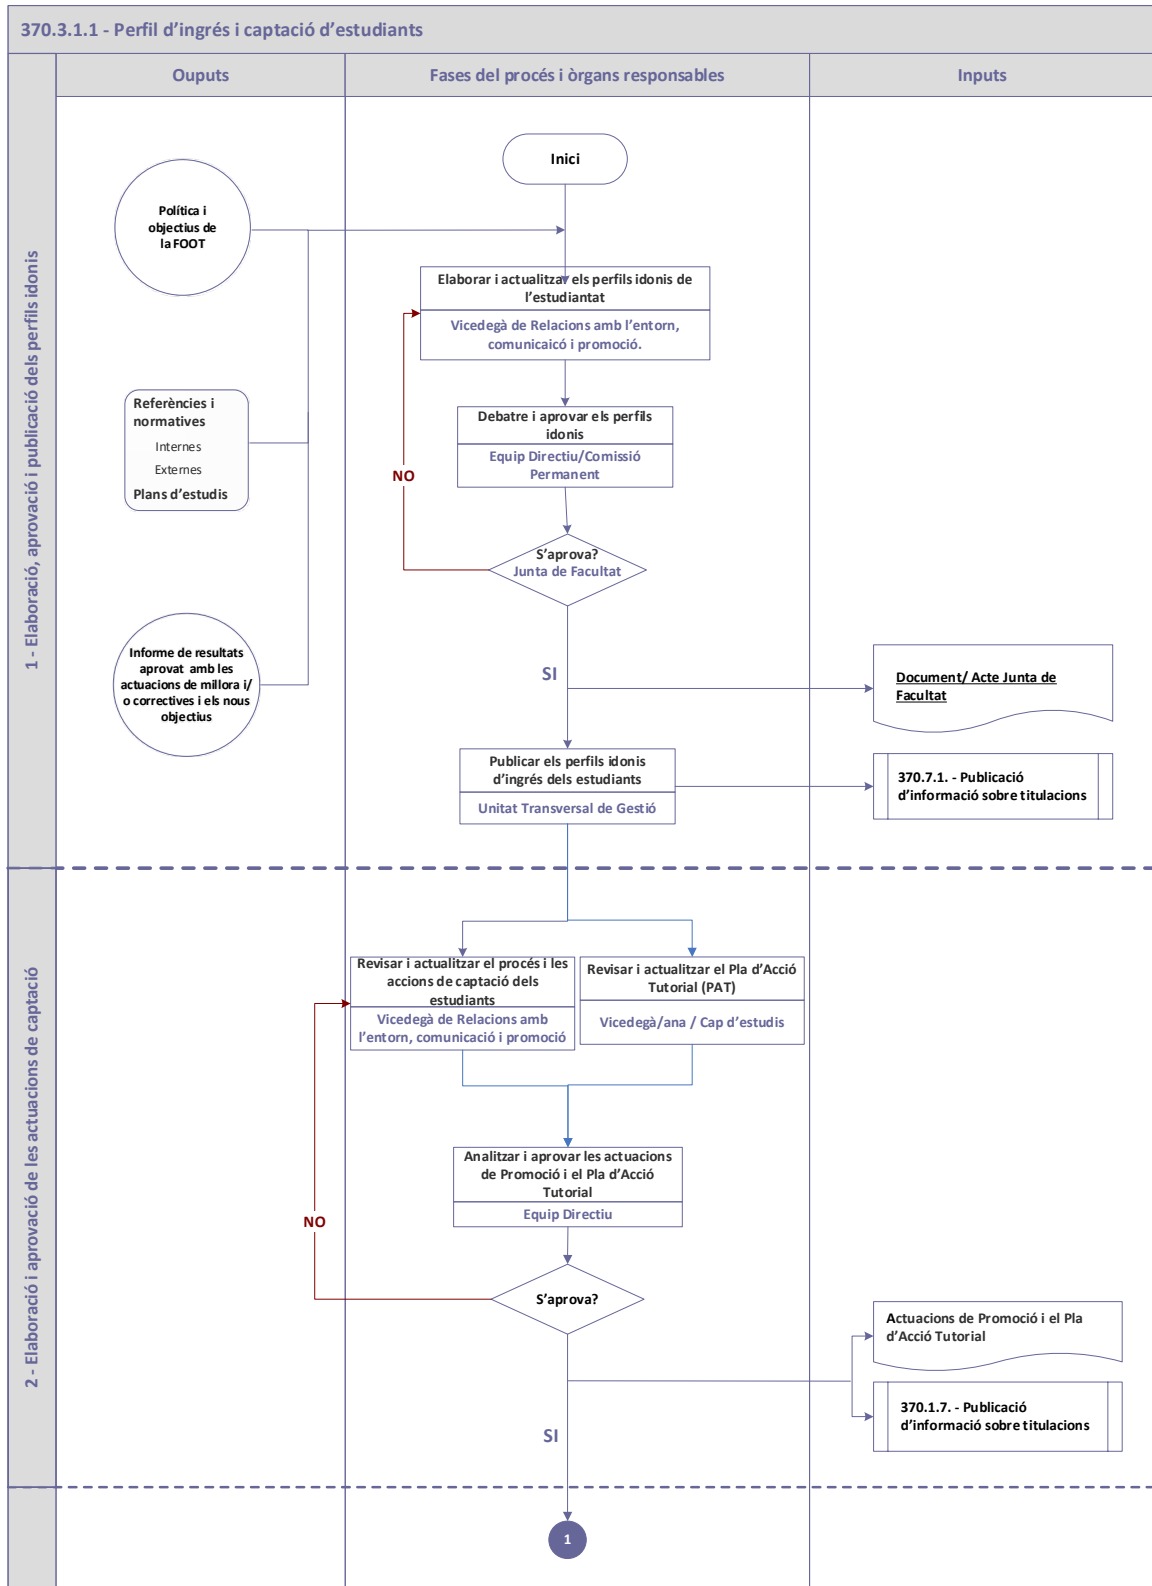 370.3.1.1 - Perfil d’ingrés i captació d’estudiants
Ouputs
Fases del procés i òrgans responsables
Inputs
1 - Elaboració, aprovació i publicació dels perfils idonis
Inici
Política i
objectius de
la FOOT
Elaborar i actualitzar els perfils idonis de
l’estudiantat
Vicedegà de Relacions amb l’entorn,
comunicaicó i promoció.
Referències i
normatives
Internes
Externes
Plans d’estudis
Debatre i aprovar els perfils
idonis
Equip Directiu/Comissió
Permanent
NO
S’aprova?
Junta de Facultat
Informe de resultats
aprovat amb les
actuacions de millora i/
o correctives i els nous
objectius
SI
Document/ Acte Junta de
Facultat
Publicar els perfils idonis
d’ingrés dels estudiants
Unitat Transversal de Gestió
370.7.1. - Publicació
d’informació sobre titulacions
2 - Elaboració i aprovació de les actuacions de captació
Revisar i actualitzar el procés i les
accions de captació dels
estudiants
Vicedegà de Relacions amb
l’entorn, comunicació i promoció
Revisar i actualitzar el Pla d’Acció
Tutorial (PAT)
Vicedegà/ana / Cap d’estudis
Analitzar i aprovar les actuacions
de Promoció i el Pla d’Acció
Tutorial
Equip Directiu
NO
S’aprova?
Actuacions de Promoció i el Pla
d’Acció Tutorial
370.1.7. - Publicació
d’informació sobre titulacions
SI
1